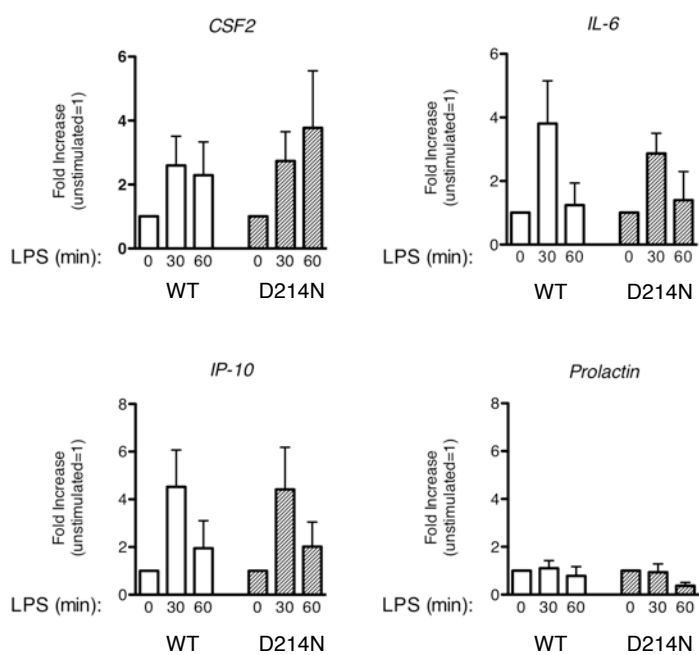 CSF2
Fold Increase
(unstimulated=1)
6
4
2
0
LPS (min): 0 30 60 0 30 60
WT D214N
IL-6
Fold Increase
(unstimulated=1)
6
4
2
0
LPS (min): 0 30 60 0 30 60
WT D214N
IP-10
Fold Increase
(unstimulated=1)
8
6
4
2
0
LPS (min): 0 30 60 0 30 60
WT D214N
Prolactin
Fold Increase
(unstimulated=1)
8
6
4
2
0
LPS (min): 0 30 60 0 30 60
WT D214N